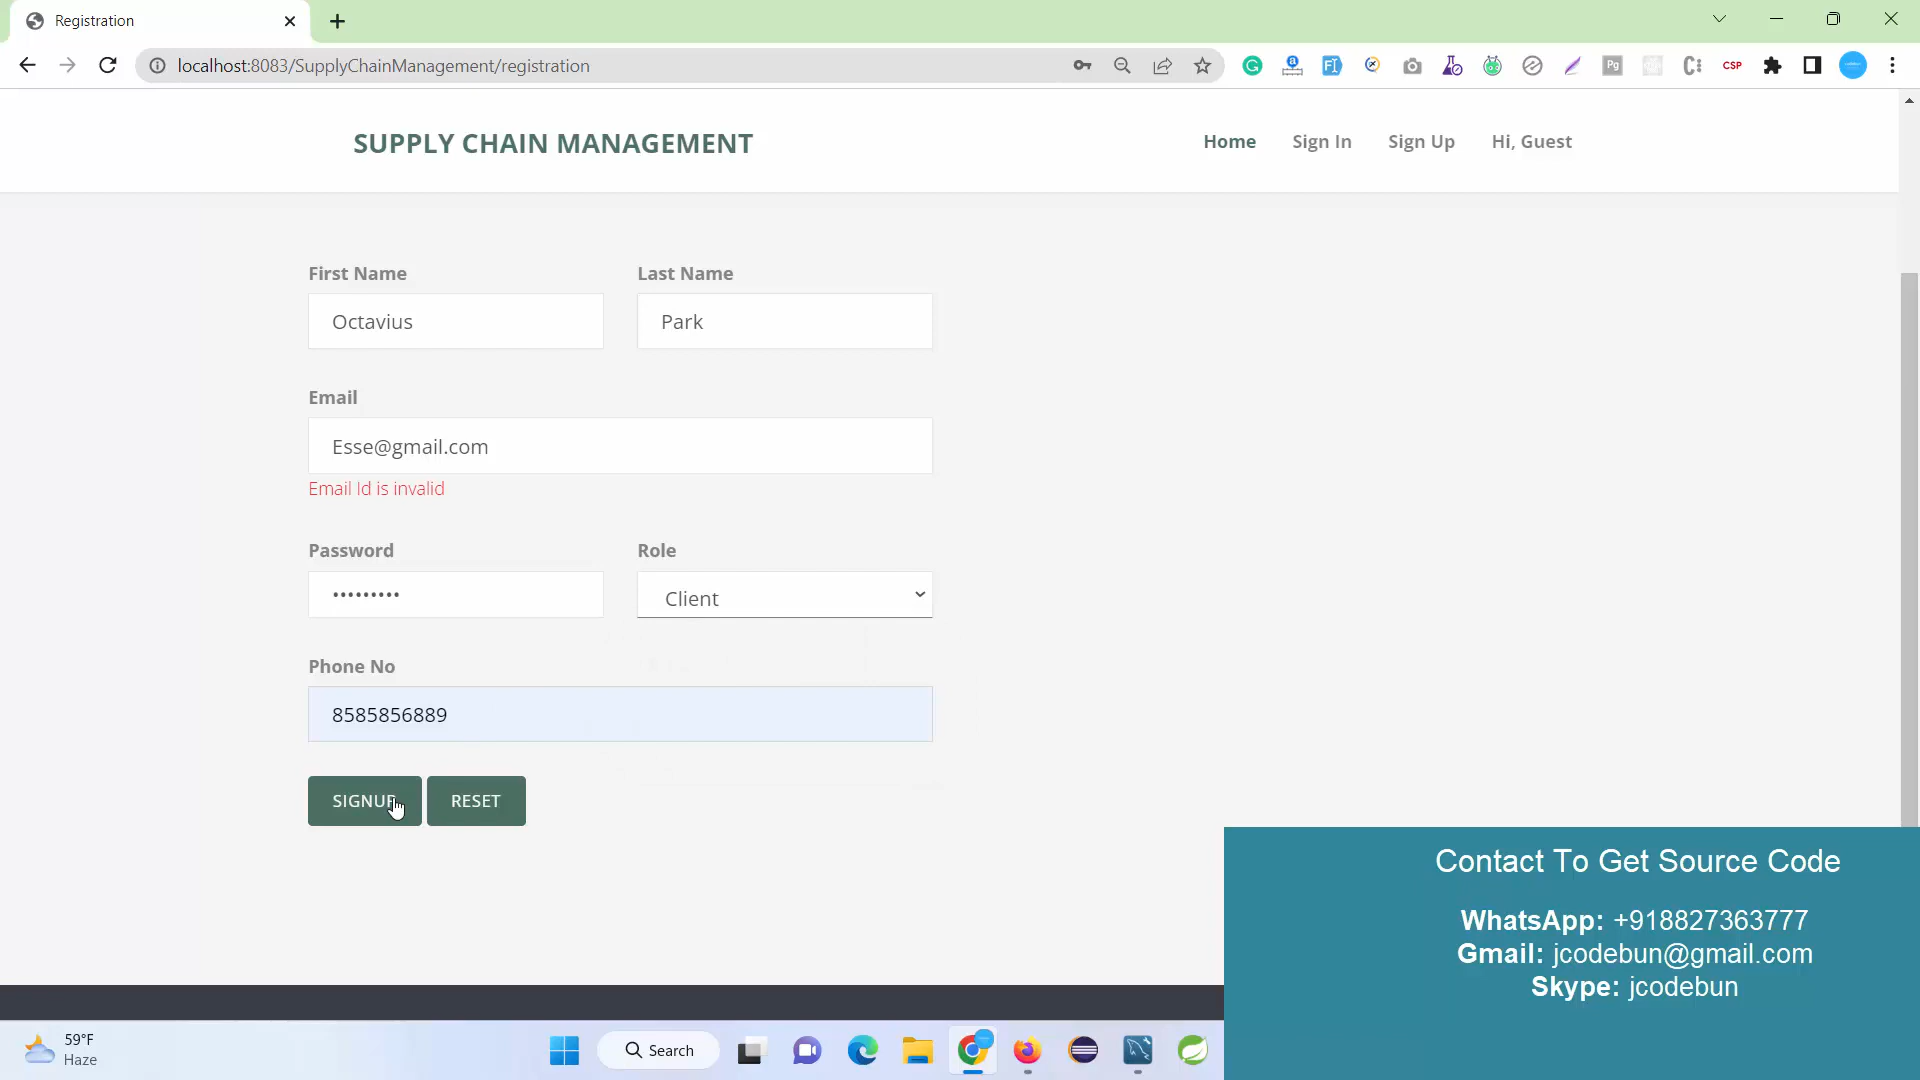 Registration
localhost:8083/SupplyChainManagement/registration
CSP
SUPPLY CHAIN MANAGEMENT
Home Sign In Sign Up Hi, Guest
First Name Last Name
Octavius Park
Email
Esse@gmail.com
Email Id is invalid
Password Role
Client
Phone No
8585856889
SIGNUP RESET
Contact To Get Source Code
WhatsApp: +918827363777
Gmail: jcodebun@gmail.com
Skype: jcodebun
59°F
Haze
Search